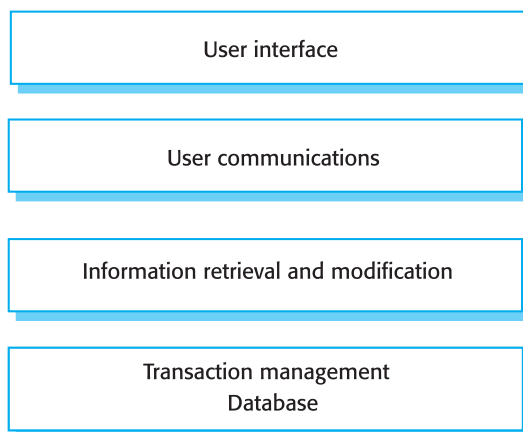 User interface
User communications
Information retrieval and modification
Transaction management
Database